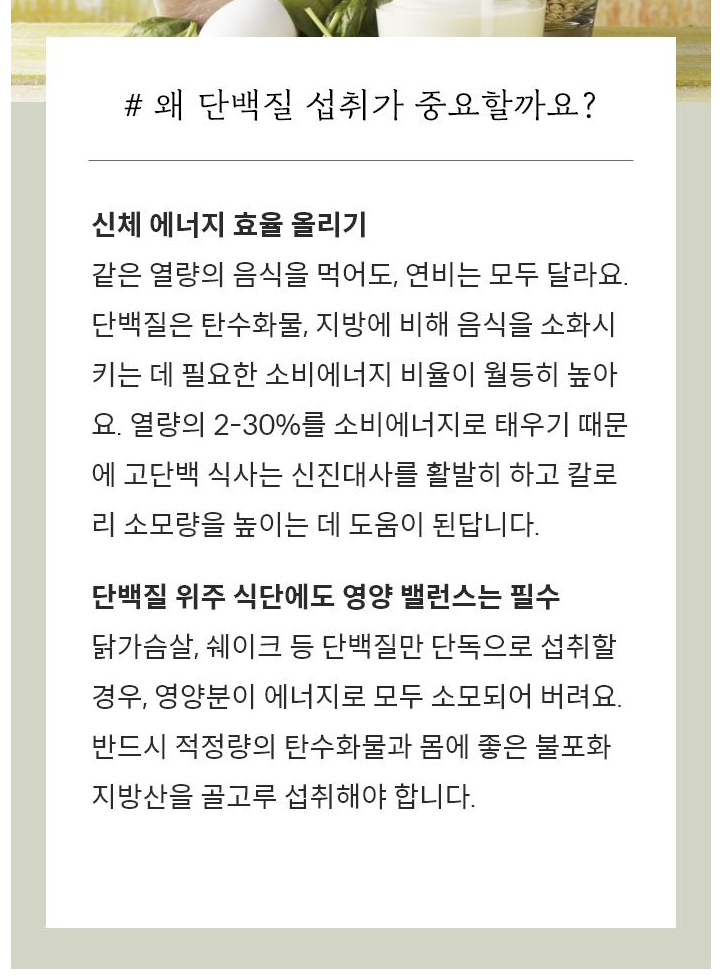 # 왜 단백질 섭취가 중요할까요?
신체 에너지 효율 올리기
같은 열량의 음식을 먹어도, 연비는 모두 달라요.
단백질은 탄수화물, 지방에 비해 음식을 소화시
키는 데 필요한 소비에너지 비율이 월등히 높아
요. 열량의 2-30%를 소비에너지로 태우기 때문
에 고단백 식사는 신진대사를 활발히 하고 칼로
리 소모량을 높이는 데 도움이 된답니다.
단백질 위주 식단에도 영양 밸런스는 필수
닭가슴살, 쉐이크 등 단백질만 단독으로 섭취할
경우, 영양분이 에너지로 모두 소모되어 버려요.
반드시 적정량의 탄수화물과 몸에 좋은 불포화
지방산을 골고루 섭취해야 합니다.